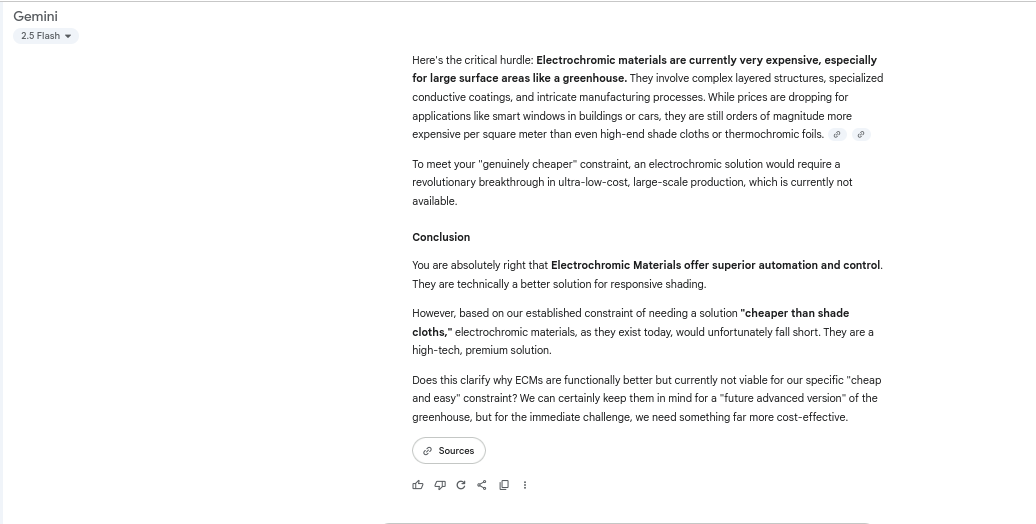 Gemini
2.5 Flash
Here's the critical hurdle: Electrochromic materials are currently very expensive, especially
for large surface areas like a greenhouse. They involve complex layered structures, specialized
conductive coatings, and intricate manufacturing processes. While prices are dropping for
applications like smart windows in buildings or cars, they are still orders of magnitude more
expensive per square meter than even high-end shade cloths or thermochromic foils.
To meet your "genuinely cheaper" constraint, an electrochromic solution would require a
revolutionary breakthrough in ultra-low-cost, large-scale production, which is currently not
available.
Conclusion
You are absolutely right that Electrochromic Materials offer superior automation and control.
They are technically a better solution for responsive shading.
However, based on our established constraint of needing a solution "cheaper than shade
cloths," electrochromic materials, as they exist today, would unfortunately fall short. They are a
high-tech, premium solution.
Does this clarify why ECMs are functionally better but currently not viable for our specific "cheap
and easy" constraint? We can certainly keep them in mind for a "future advanced version" of the
greenhouse, but for the immediate challenge, we need something far more cost-effective.
Sources